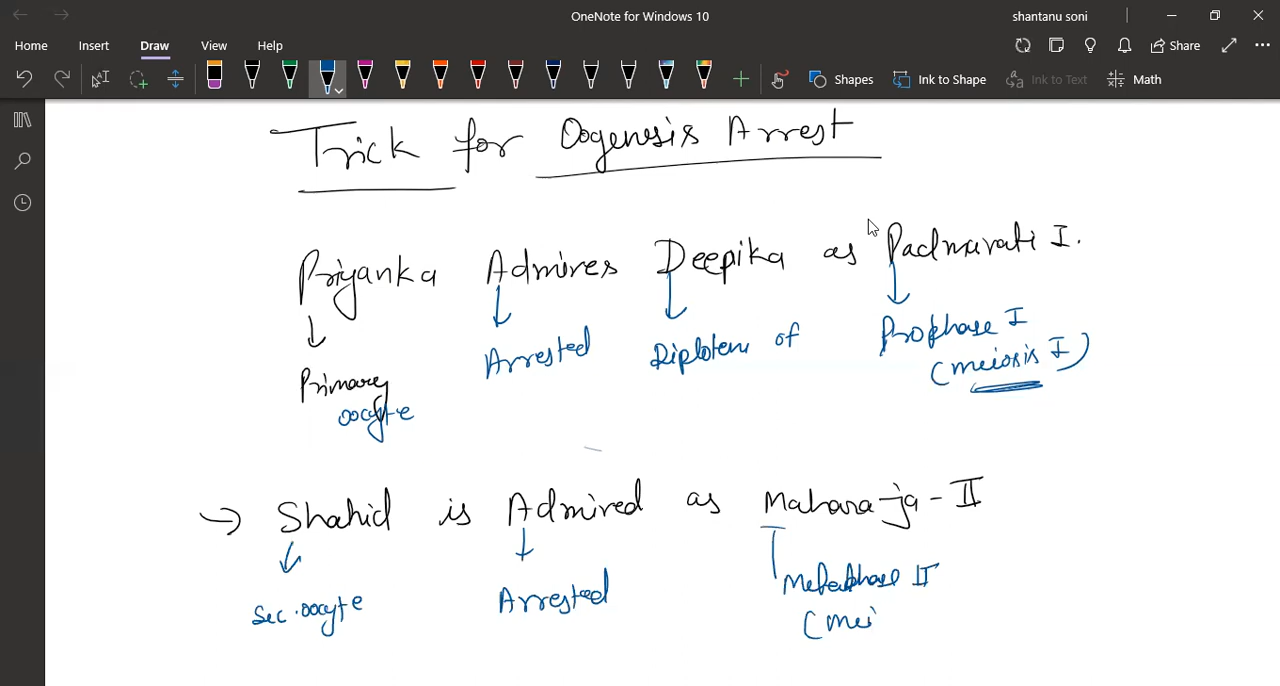 OneNote for Windows 10
shantanu soni
Home Insert Draw View Help
Share
Shapes Ink to Shape Ink to Text Math
Trick for Oogenesis Arrest
Priyanka Admires Deepika as Padmavati I.
Primary oocyte
Arrested
Diplotene of
Prophase I
(meiosis I)
→ Shahid is Admired as Maharaja-II
Sec. oocyte
Arrested
Metaphase II
(mei